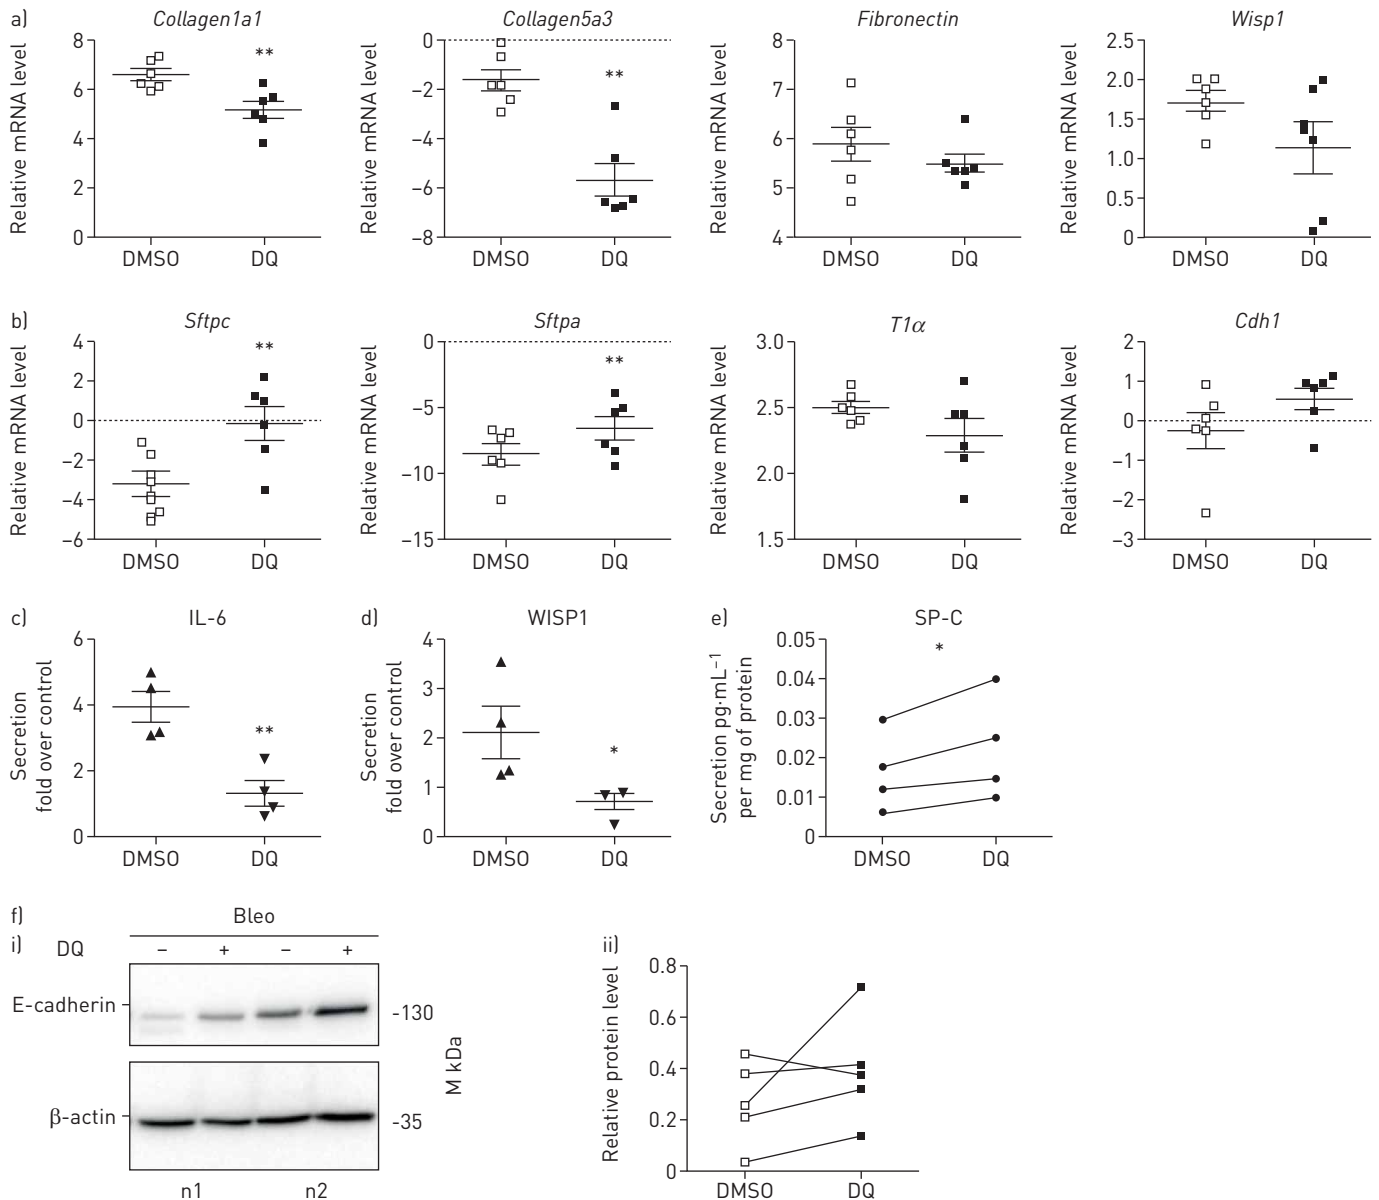 a)
Collagen1a1
Relative mRNA level
8
6
4
2
0
**
DMSO
DQ
Collagen5a3
Relative mRNA level
0
−2
−4
−6
−8
**
DMSO
DQ
Fibronectin
Relative mRNA level
8
7
6
5
4
DMSO
DQ
Wisp1
Relative mRNA level
2.5
2.0
1.5
1.0
0.5
0
DMSO
DQ
b)
Sftpc
Relative mRNA level
4
2
0
−2
−4
−6
**
DMSO
DQ
Sftpa
Relative mRNA level
0
−5
−10
−15
**
DMSO
DQ
T1α
Relative mRNA level
3.0
2.5
2.0
1.5
DMSO
DQ
Cdh1
Relative mRNA level
2
1
0
−1
−2
−3
DMSO
DQ
c)
IL-6
Secretion
fold over control
6
4
2
0
**
DMSO
DQ
d)
WISP1
Secretion
fold over control
4
3
2
1
0
*
DMSO
DQ
e)
SP-C
Secretion pg·mL−1
per mg of protein
0.05
0.04
0.03
0.02
0.01
0
*
DMSO
DQ
f)
Bleo
i)
DQ − + − +
E-cadherin
-130
β-actin
-35
M kDa
n1 n2
ii)
Relative protein level
0.8
0.6
0.4
0.2
0
DMSO
DQ